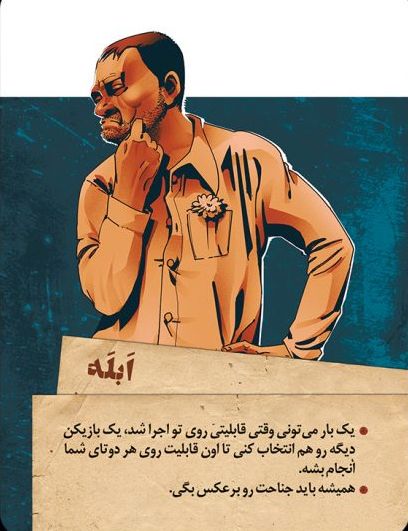 اَبلَه
یک بار می‌تونی وقتی قابلیتی روی تو اجرا شد، یک بازیکن
دیگه رو هم انتخاب کنی تا اون قابلیت روی هر دوتای شما
انجام بشه.
همیشه باید جناحت رو برعکس بگی.